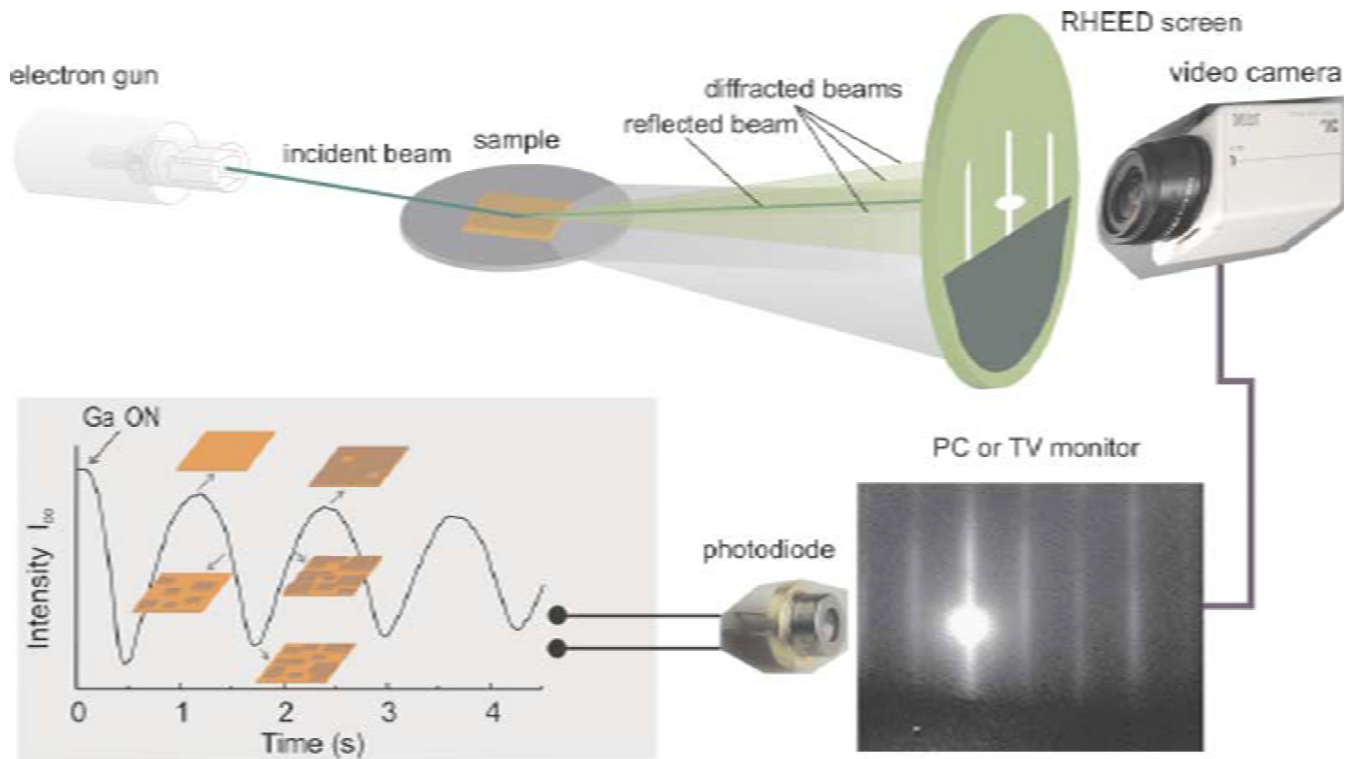 RHEED screen
electron gun
video camera
diffracted beams
reflected beam
sample
incident beam
Ga ON
PC or TV monitor
photodiode
Intensity I₀₀
0 1 2 3 4
Time (s)